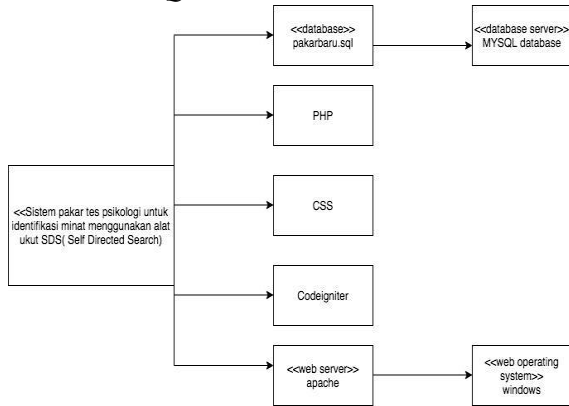 <<database>>
pakarbaru.sql
<<database server>>
MYSQL database
PHP
<<Sistem pakar tes psikologi untuk
identifikasi minat menggunakan alat
ukut SDS( Self Directed Search)
CSS
Codeigniter
<<web server>>
apache
<<web operating
system>>
windows